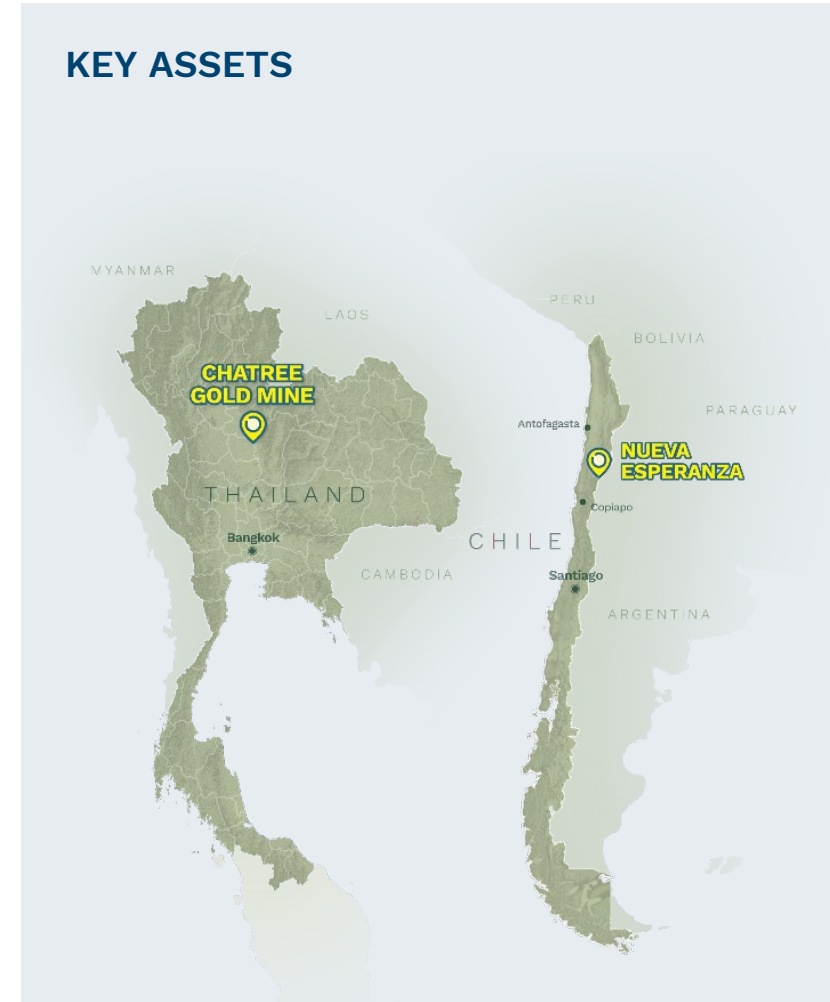 KEY ASSETS
MYANMAR
LAOS
CHATREE
GOLD MINE
THAILAND
Bangkok
CAMBODIA
PERU
BOLIVIA
PARAGUAY
Antofagasta
NUEVA
ESPERANZA
Copiapo
CHILE
Santiago
ARGENTINA